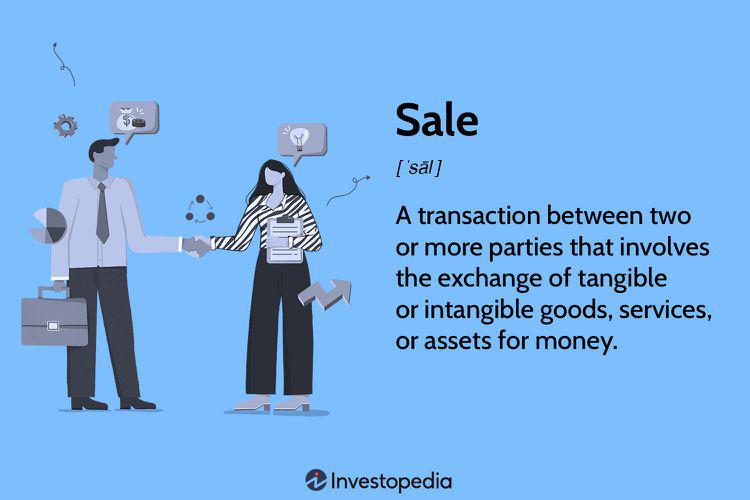 Sale
[ ˈsāl ]
A transaction between two
or more parties that involves
the exchange of tangible
or intangible goods, services,
or assets for money.
$
Investopedia